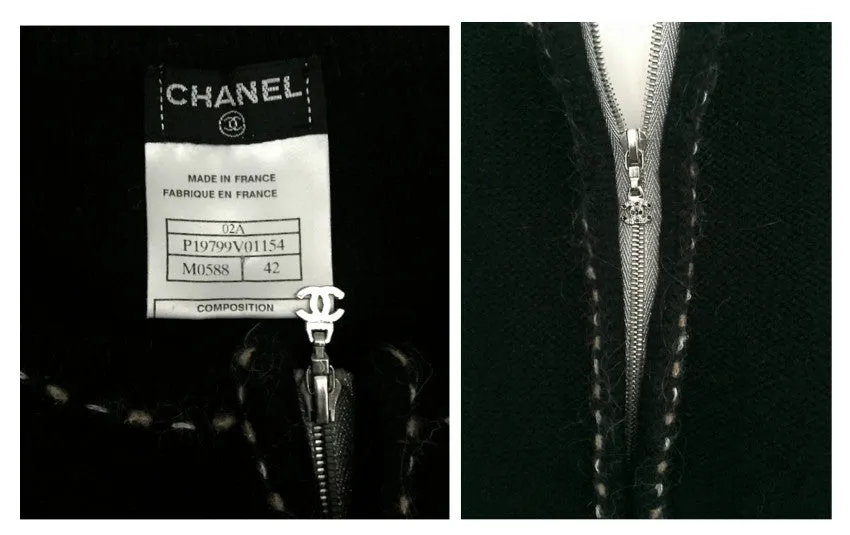 CHANEL
MADE IN FRANCE
FABRIQUE EN FRANCE
02A
P19799V01154
M0588 42
COMPOSITION